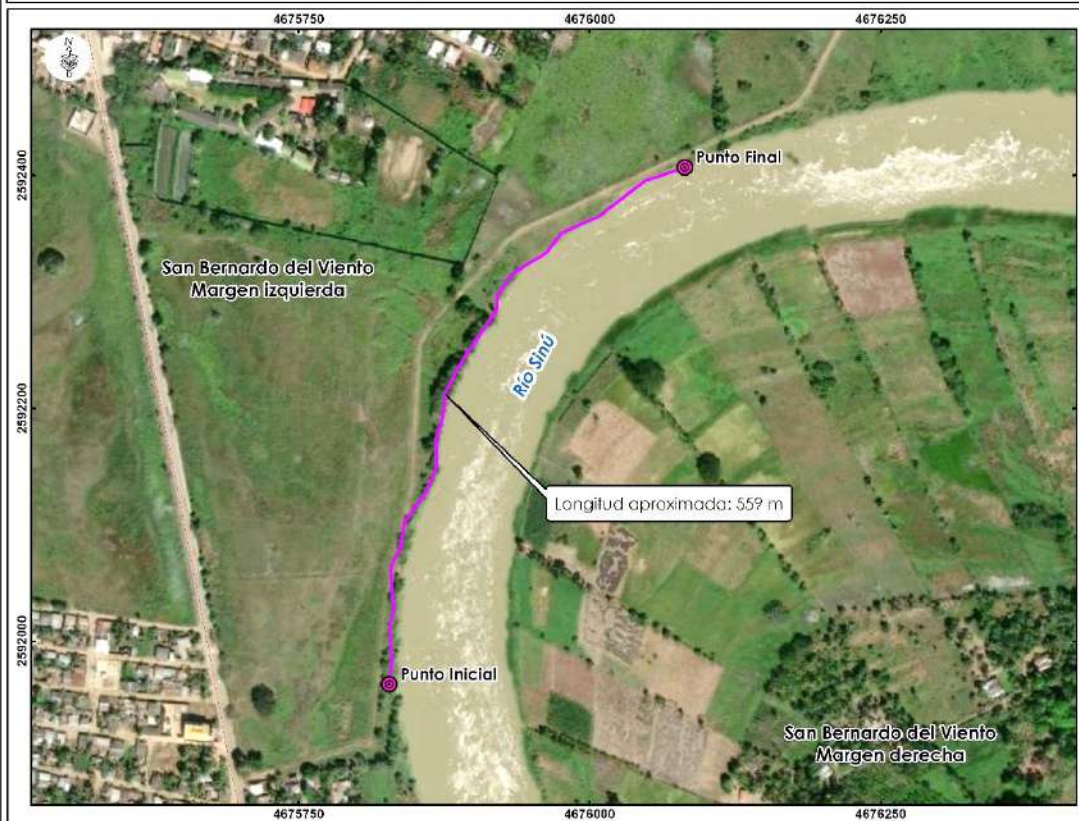 4675750
4676000
4676250
2592400
Punto Final
San Bernardo del Viento
Margen izquierda
Río Sinú
2592200
Longitud aproximada: 559 m
2592000
Punto Inicial
San Bernardo del Viento
Margen derecha
4675750
4676000
4676250